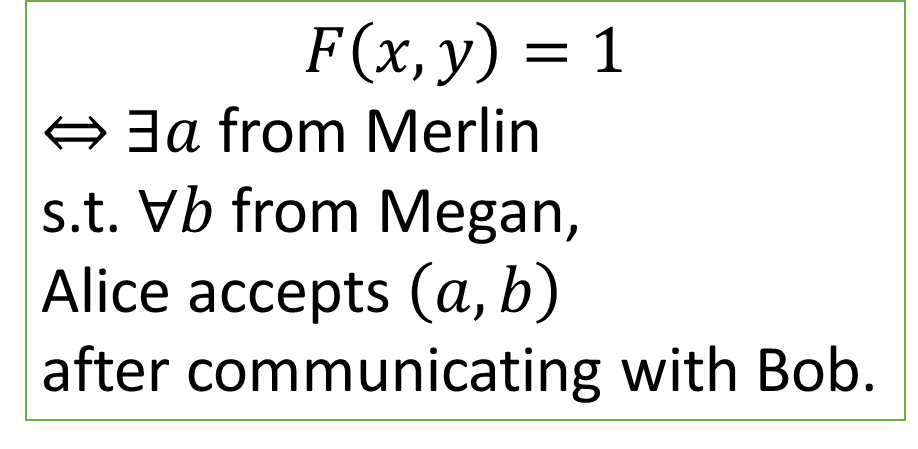 F(x, y) = 1
⇔ ∃a from Merlin
s.t. ∀b from Megan,
Alice accepts (a, b)
after communicating with Bob.